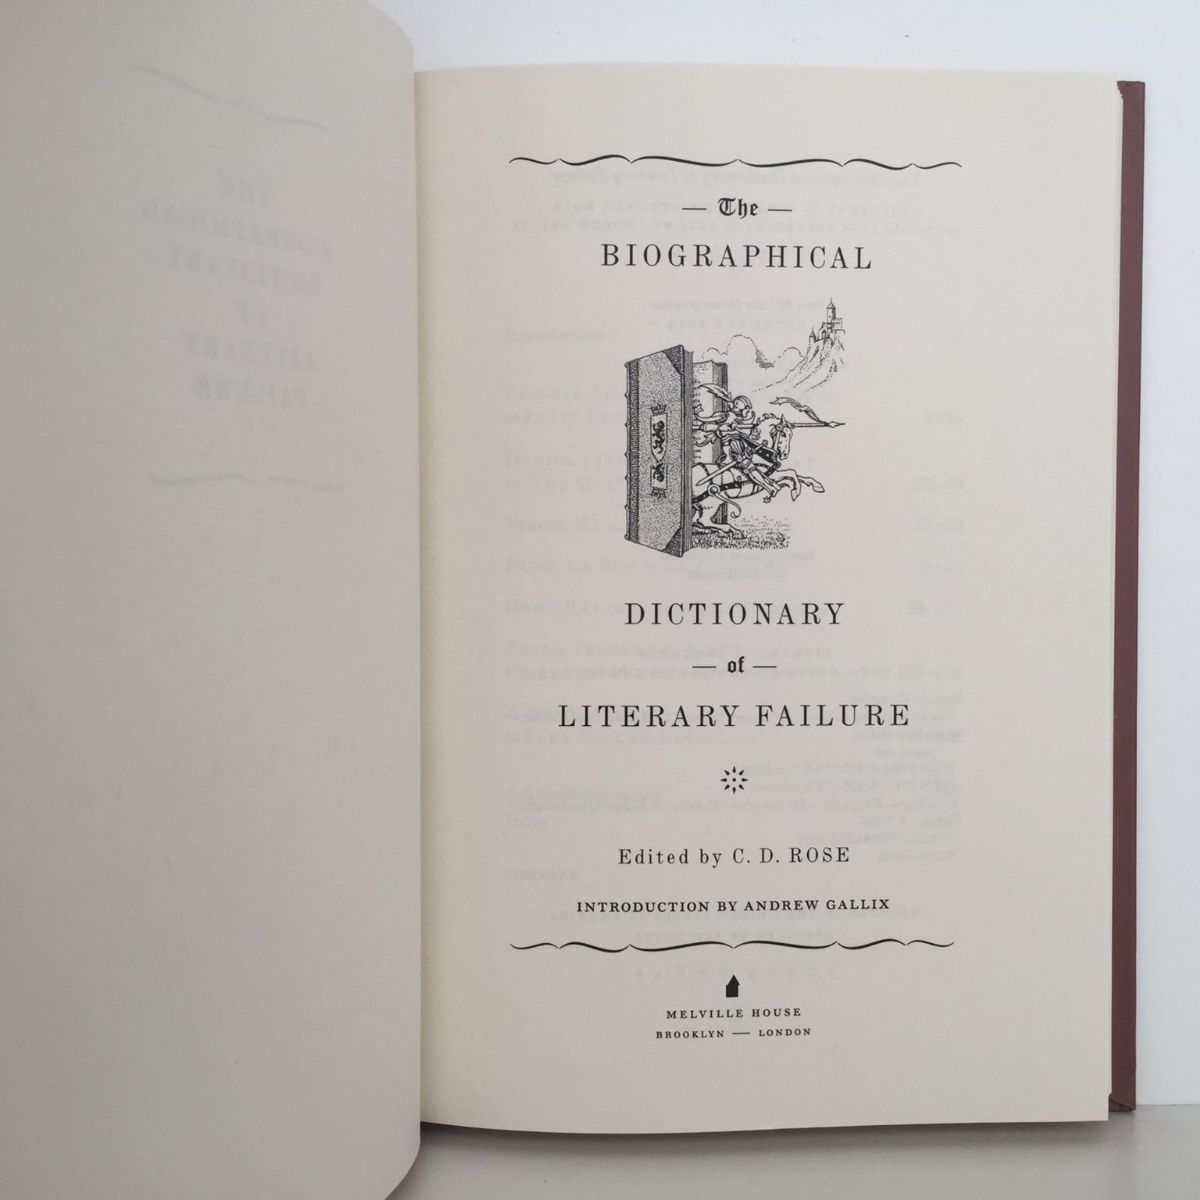 — The —
BIOGRAPHICAL
DICTIONARY
— of —
LITERARY FAILURE
Edited by C. D. ROSE
INTRODUCTION BY ANDREW GALLIX
MELVILLE HOUSE
BROOKLYN — LONDON